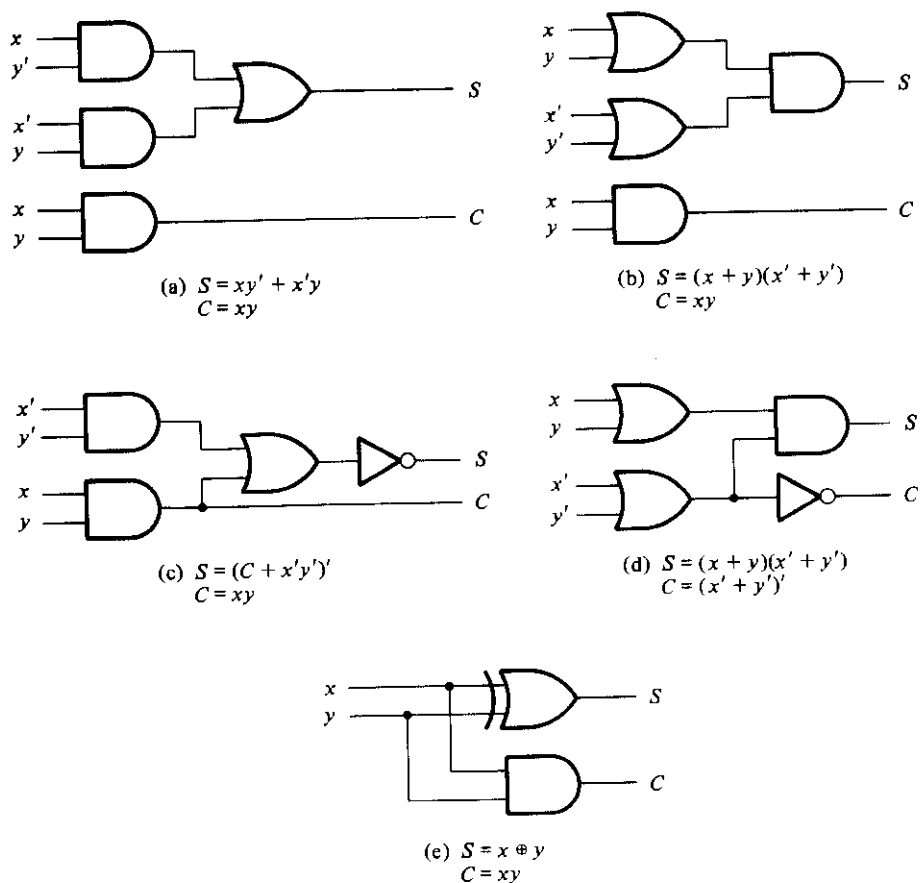 x
y'
S
x'
y
x
C
y
(a) S = xy' + x'y
C = xy
x
y
S
x'
y'
x
C
y
(b) S = (x + y)(x' + y')
C = xy
x'
y'
S
x
C
y
(c) S = (C + x'y')'
C = xy
x
S
y
x'
C
y'
(d) S = (x + y)(x' + y')
C = (x' + y')'
x
S
y
C
(e) S = x ⊕ y
C = xy